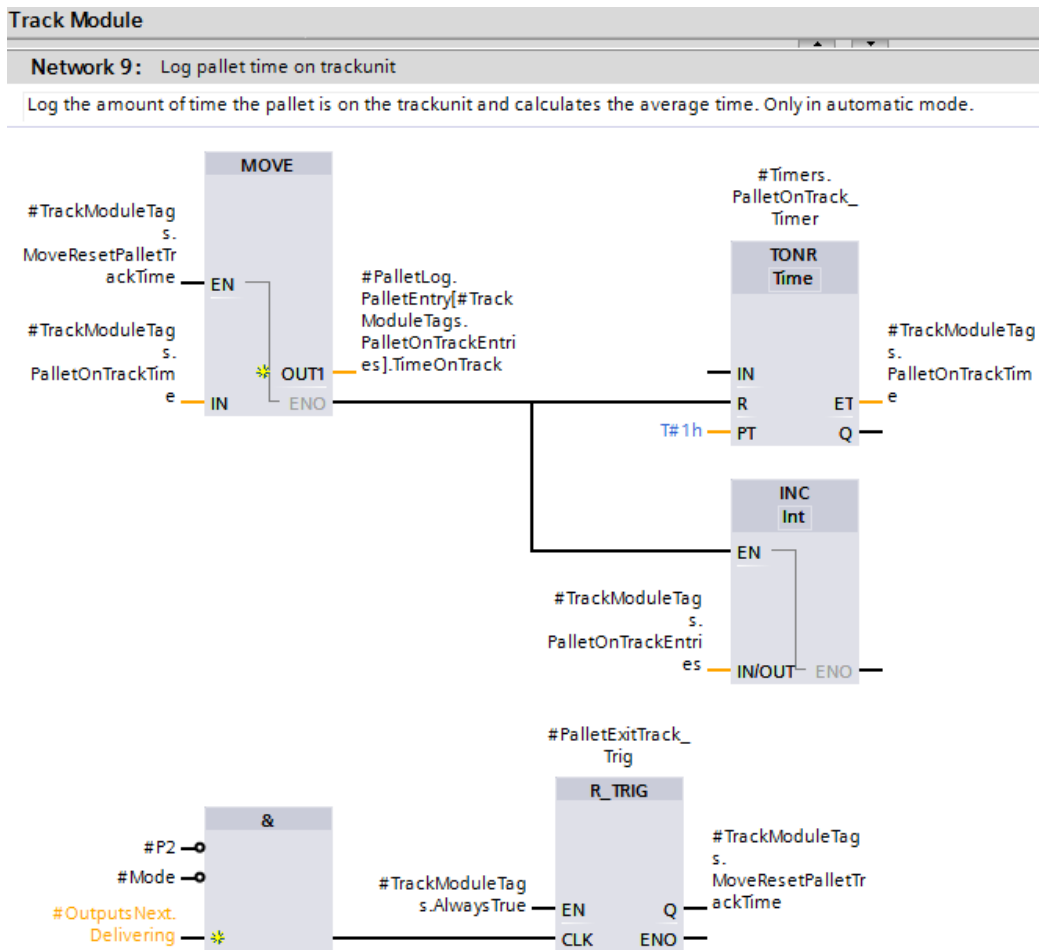 Track Module
Network 9: Log pallet time on trackunit
Log the amount of time the pallet is on the trackunit and calculates the average time. Only in automatic mode.
MOVE
#TrackModuleTag
s.
MoveResetPalletTr
ackTime
EN
#TrackModuleTag
s.
PalletOnTrackTim
e
IN
OUT1
ENO
#PalletLog.
PalletEntry[#Track
ModuleTags.
PalletOnTrackEntri
es].TimeOnTrack
#Timers.
PalletOnTrack_
Timer
TONR
Time
IN
R
T#1h
PT
ET
Q
#TrackModuleTag
s.
PalletOnTrackTim
e
INC
Int
EN
#TrackModuleTag
s.
PalletOnTrackEntri
es
IN/OUT
ENO
#PalletExitTrack_
Trig
R_TRIG
&
#P2
#Mode
#OutputsNext.
Delivering
#TrackModuleTag
s.AlwaysTrue
EN
CLK
Q
ENO
#TrackModuleTag
s.
MoveResetPalletTr
ackTime